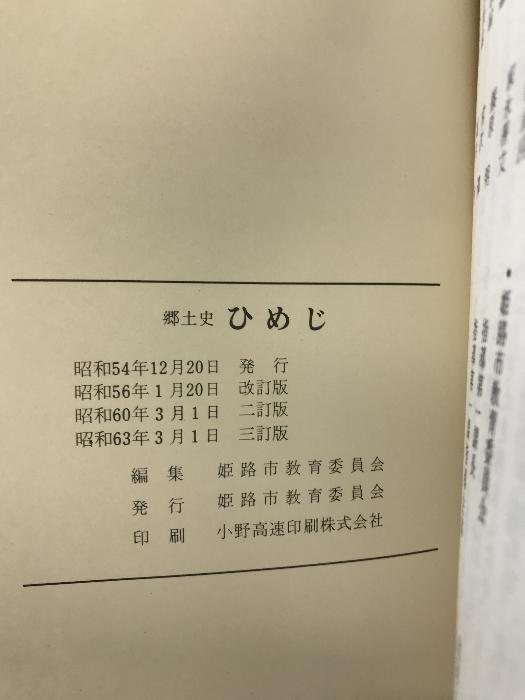 郷土史 ひめじ
昭和54年12月20日 発行
昭和56年1月20日 改訂版
昭和60年3月1日 二訂版
昭和63年3月1日 三訂版
編集 姫路市教育委員会
発行 姫路市教育委員会
印刷 小野高速印刷株式会社